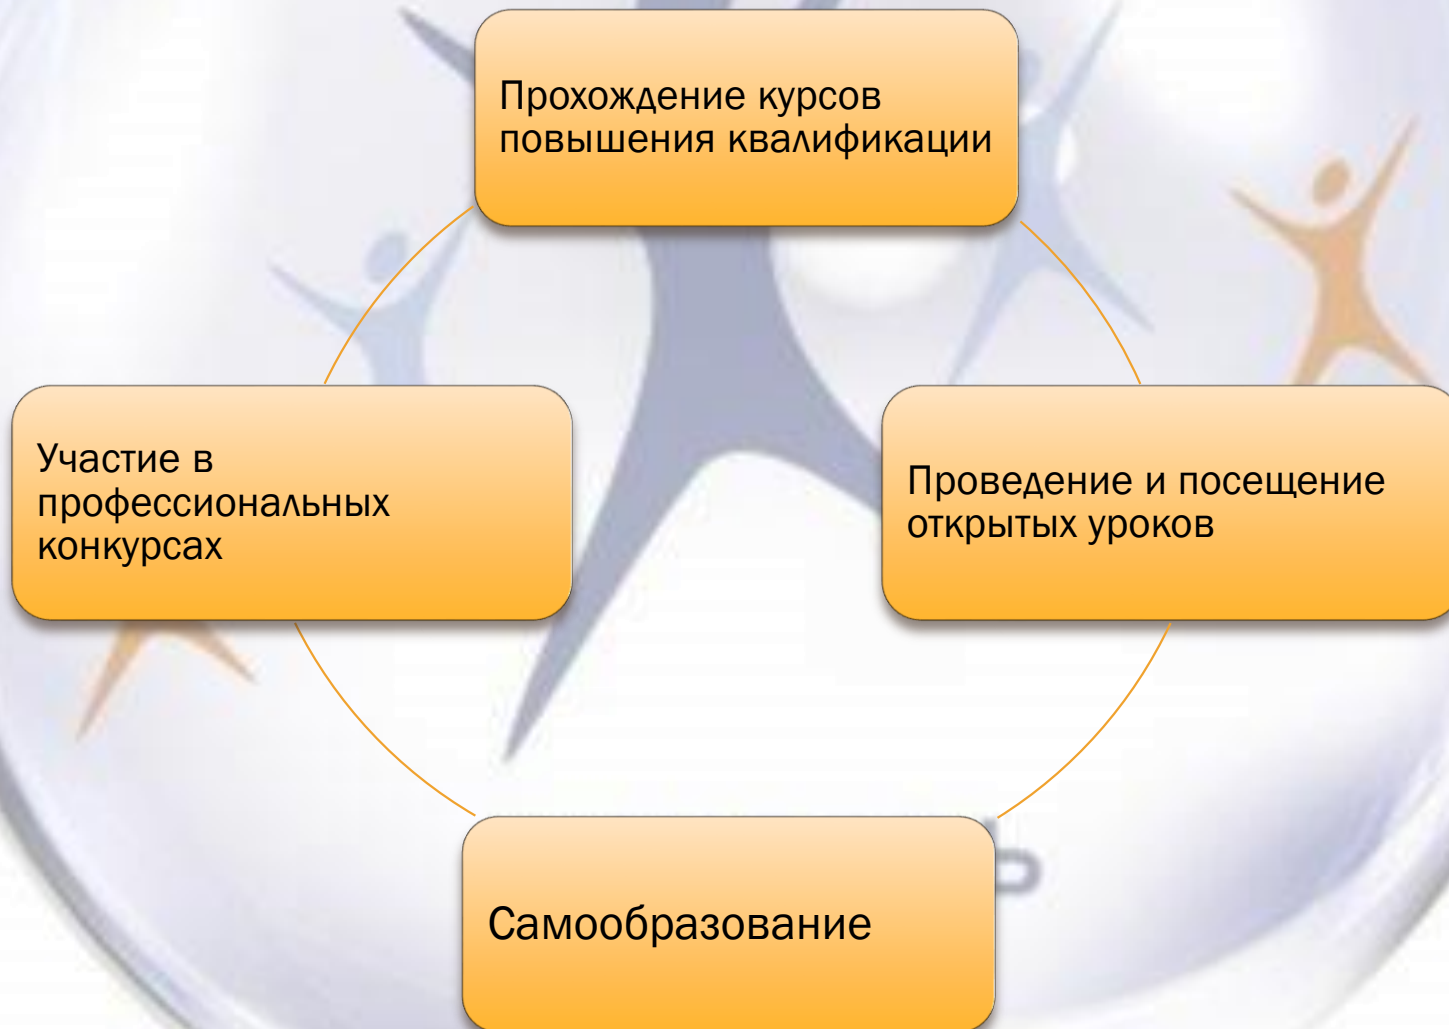 Прохождение курсов
повышения квалификации
Участие в
профессиональных
конкурсах
Проведение и посещение
открытых уроков
Самообразование